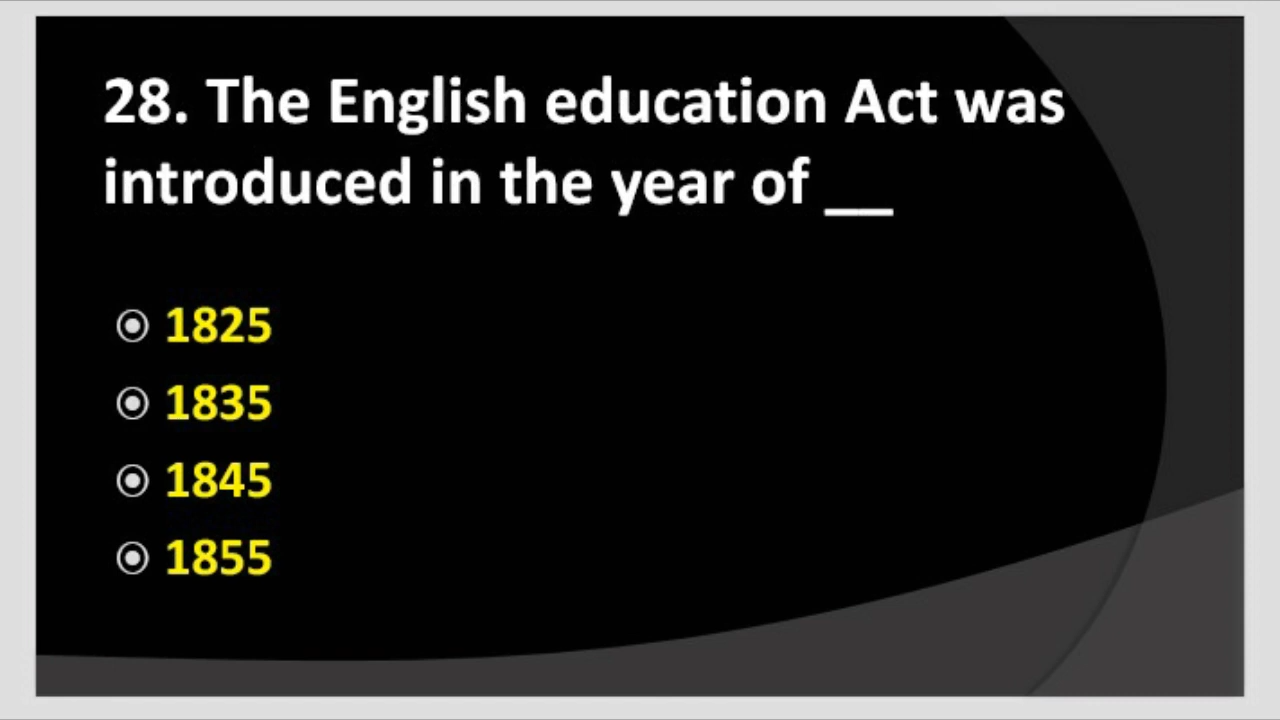 28. The English education Act was
introduced in the year of __
1825
1835
1845
1855